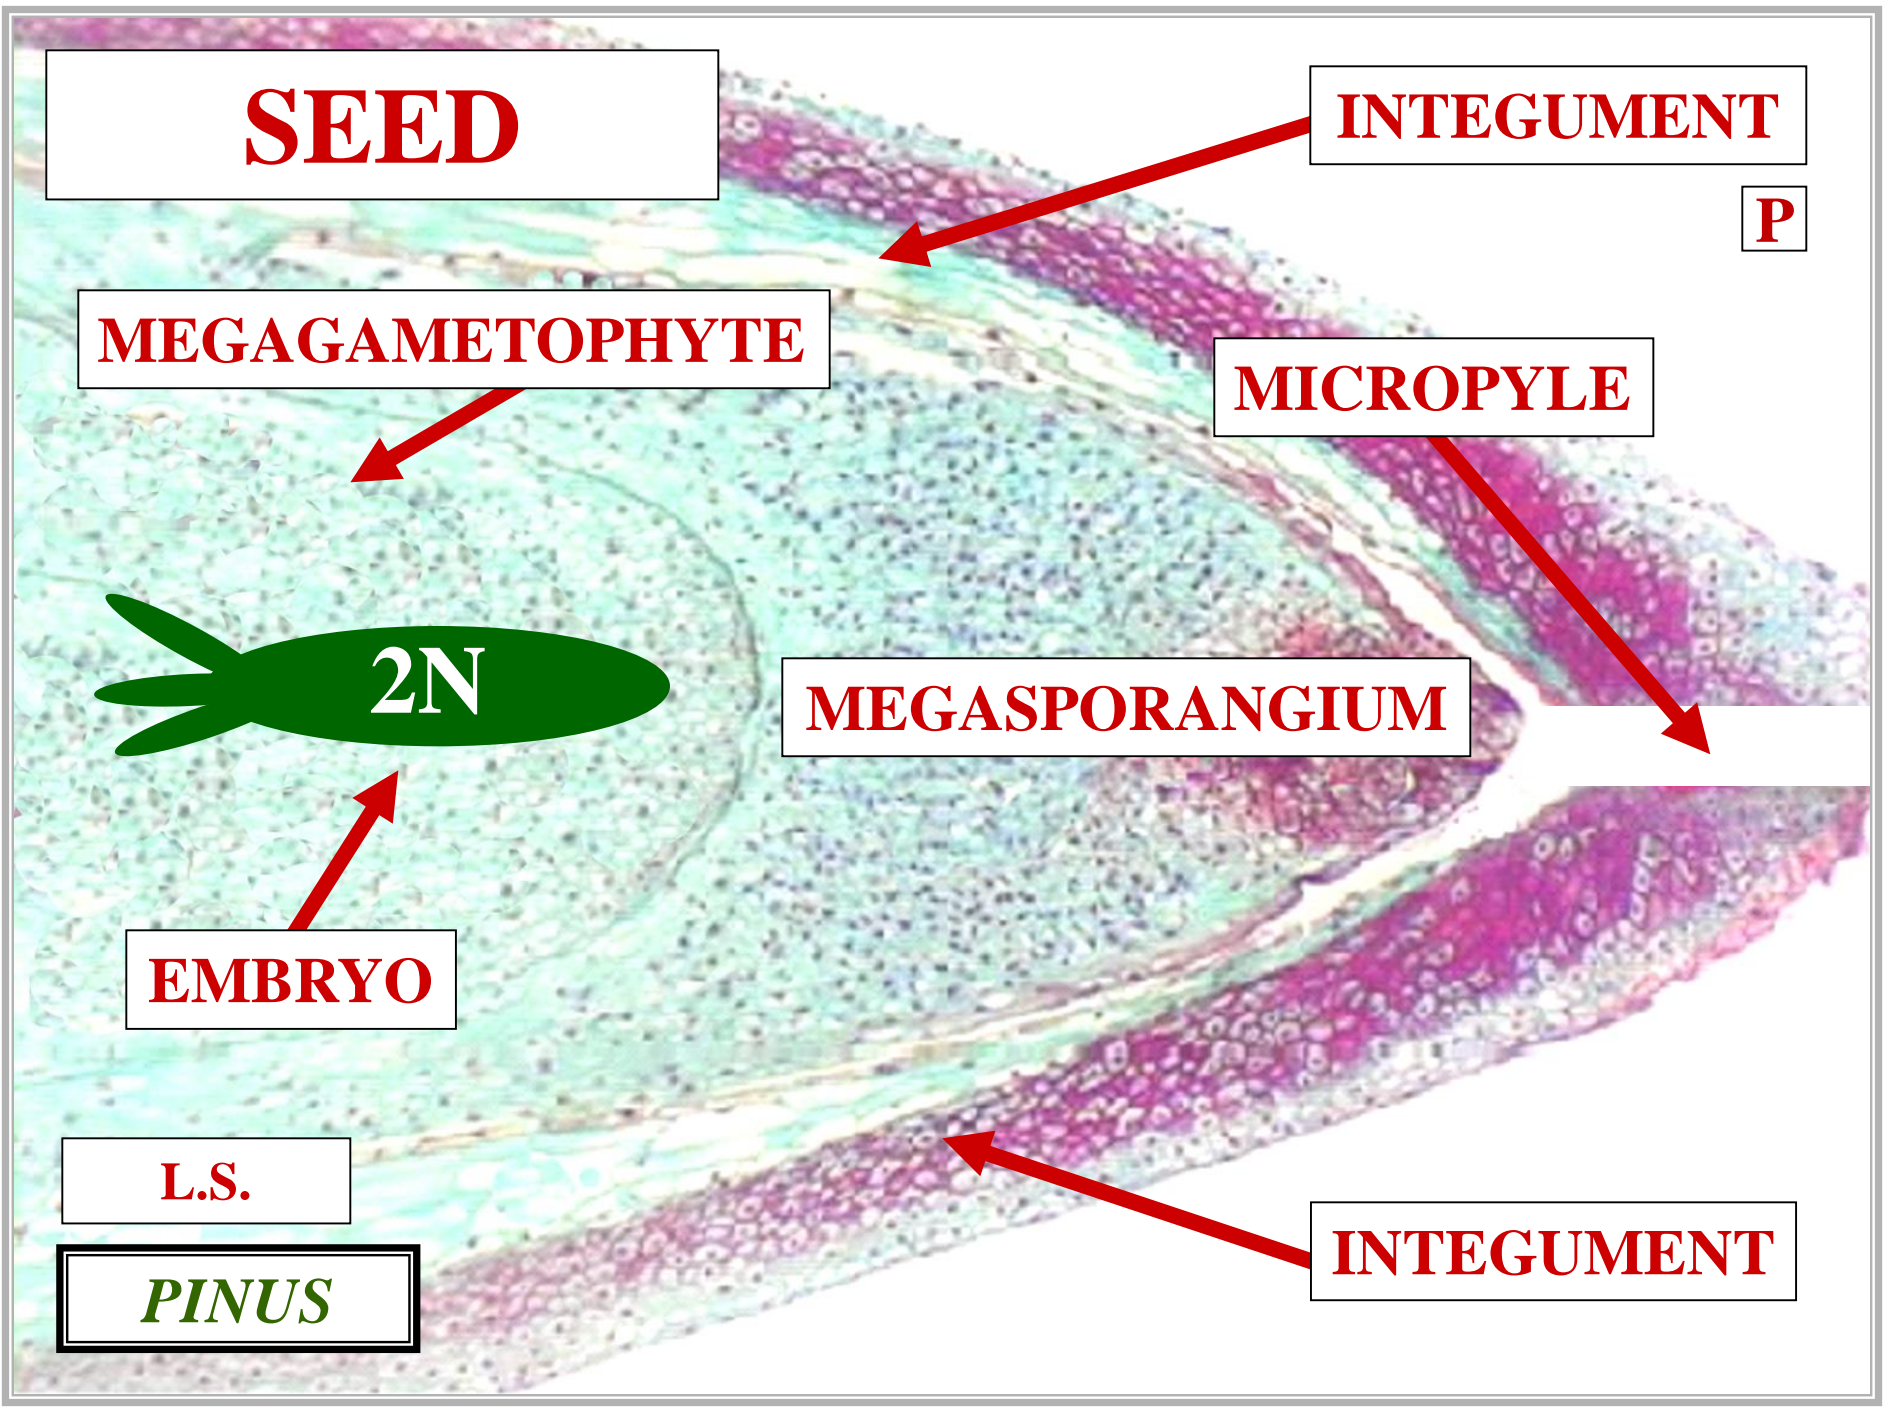 SEED
INTEGUMENT
P
MEGAGAMETOPHYTE
MICROPYLE
2N
MEGASPORANGIUM
EMBRYO
L.S.
INTEGUMENT
PINUS